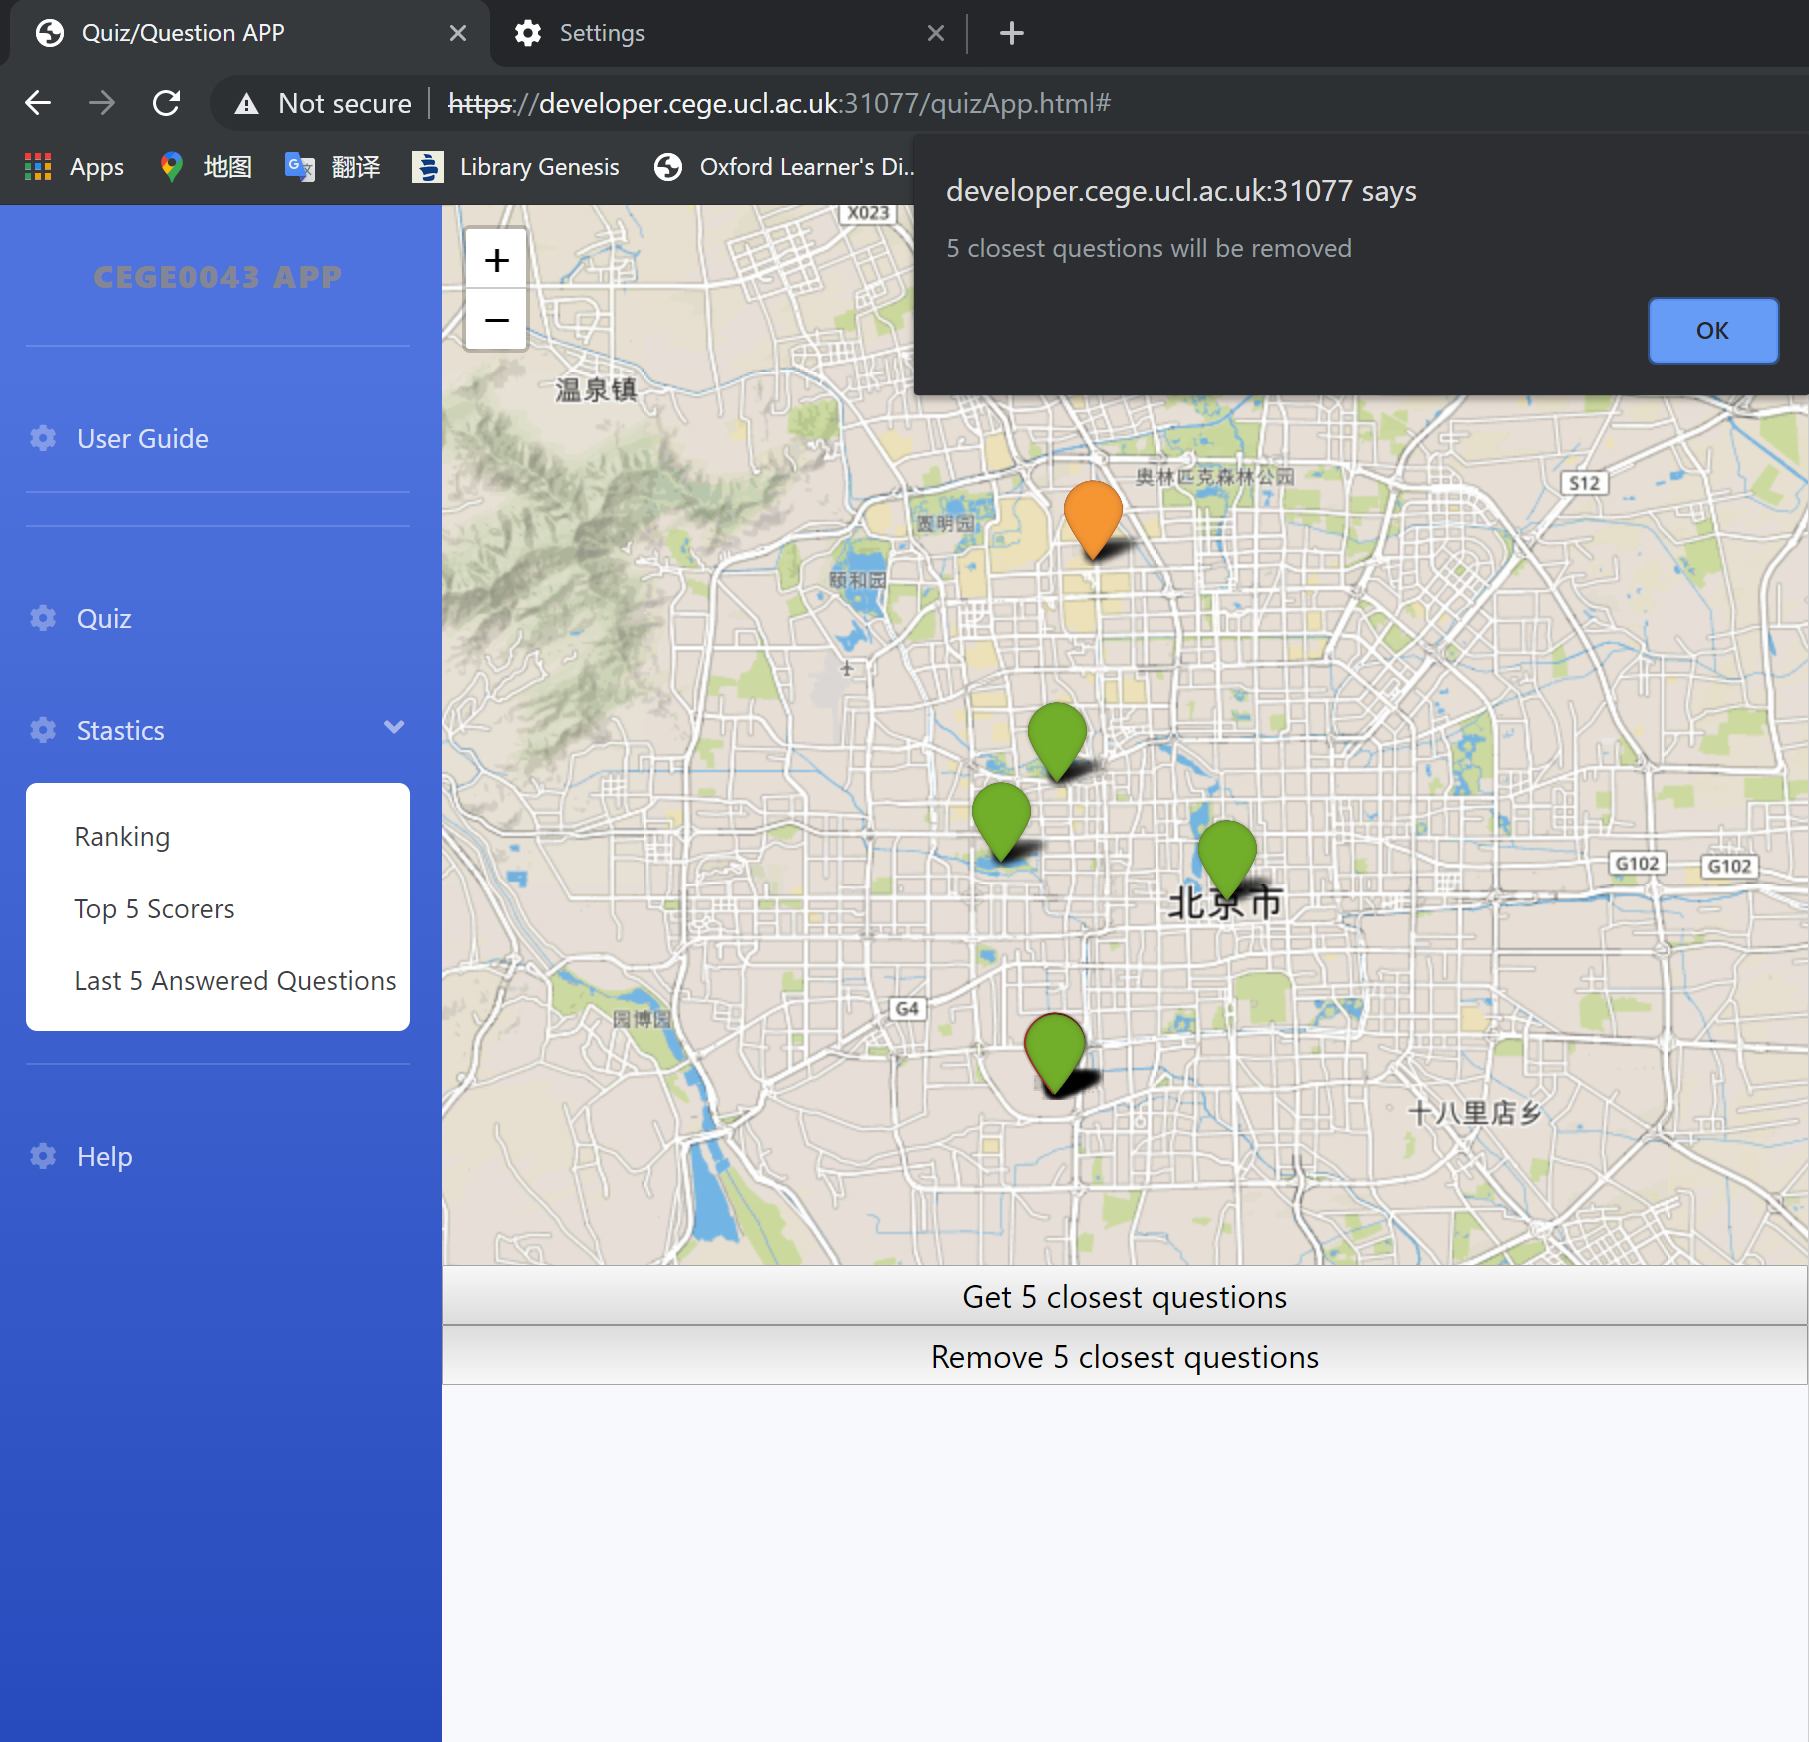 Quiz/Question APP
Settings
Not secure
https://developer.cege.ucl.ac.uk:31077/quizApp.html#
Apps
地图
翻译
Library Genesis
Oxford Learner's Di...
developer.cege.ucl.ac.uk:31077 says
5 closest questions will be removed
OK
CEGE0043 APP
User Guide
Quiz
Stastics
Ranking
Top 5 Scorers
Last 5 Answered Questions
Help
+
−
X023
温泉镇
奥林匹克森林公园
S12
圆明园
颐和园
G102
G102
北京市
G4
园博园
十八里店乡
Get 5 closest questions
Remove 5 closest questions